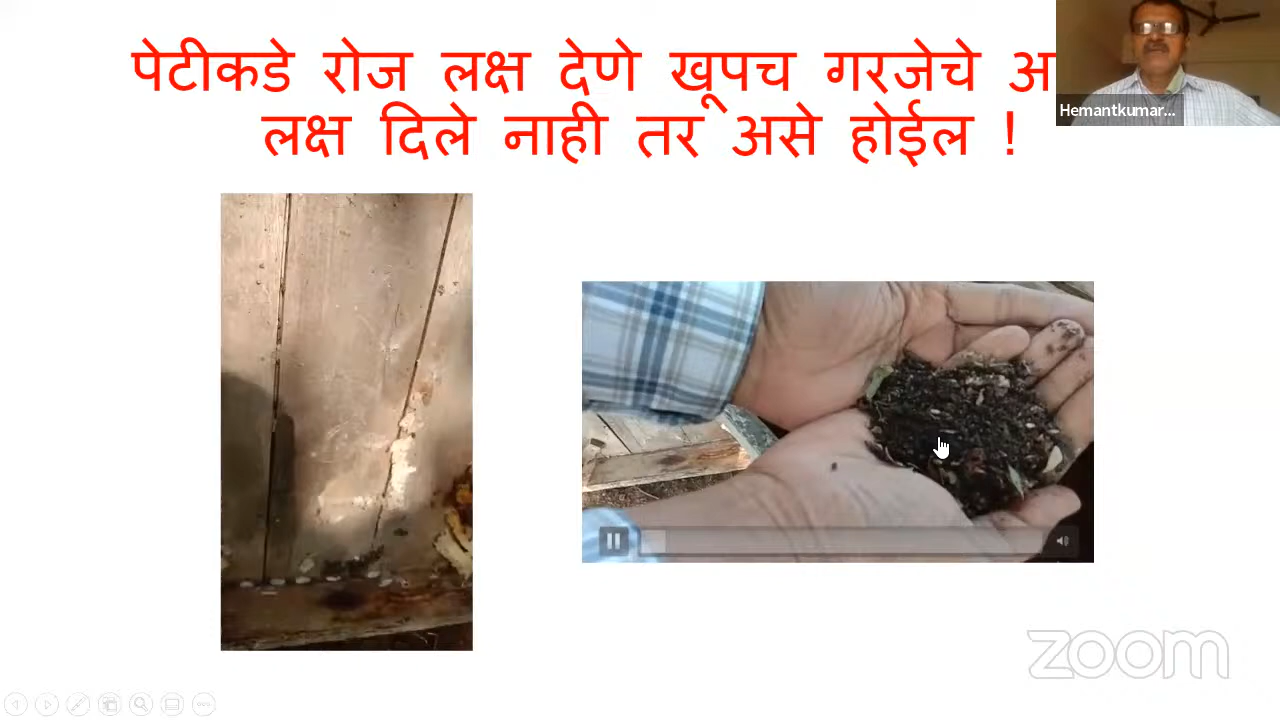 पेटीकडे रोज लक्ष देणे खूपच गरजेचे
लक्ष दिले नाही तर असे होईल !
Hemantkumar...
zoom